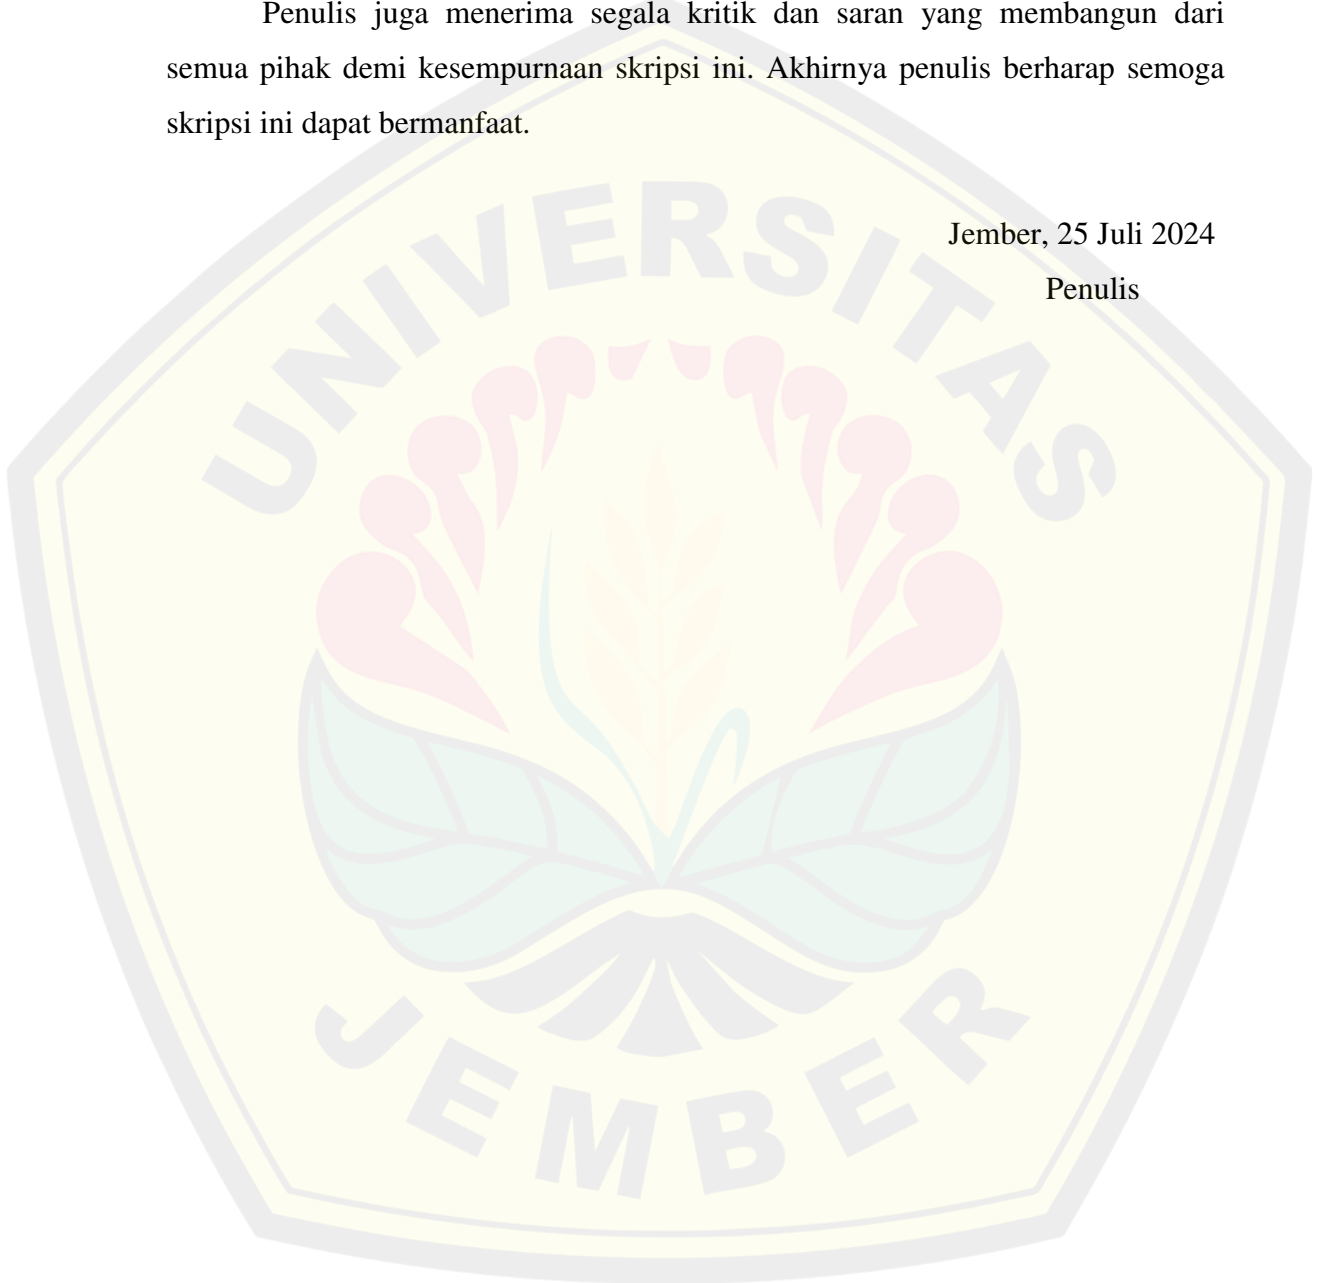 Penulis juga menerima segala kritik dan saran yang membangun dari
semua pihak demi kesempurnaan skripsi ini. Akhirnya penulis berharap semoga
skripsi ini dapat bermanfaat.
Jember, 25 Juli 2024
Penulis
UNIVERSITAS
JEMBER